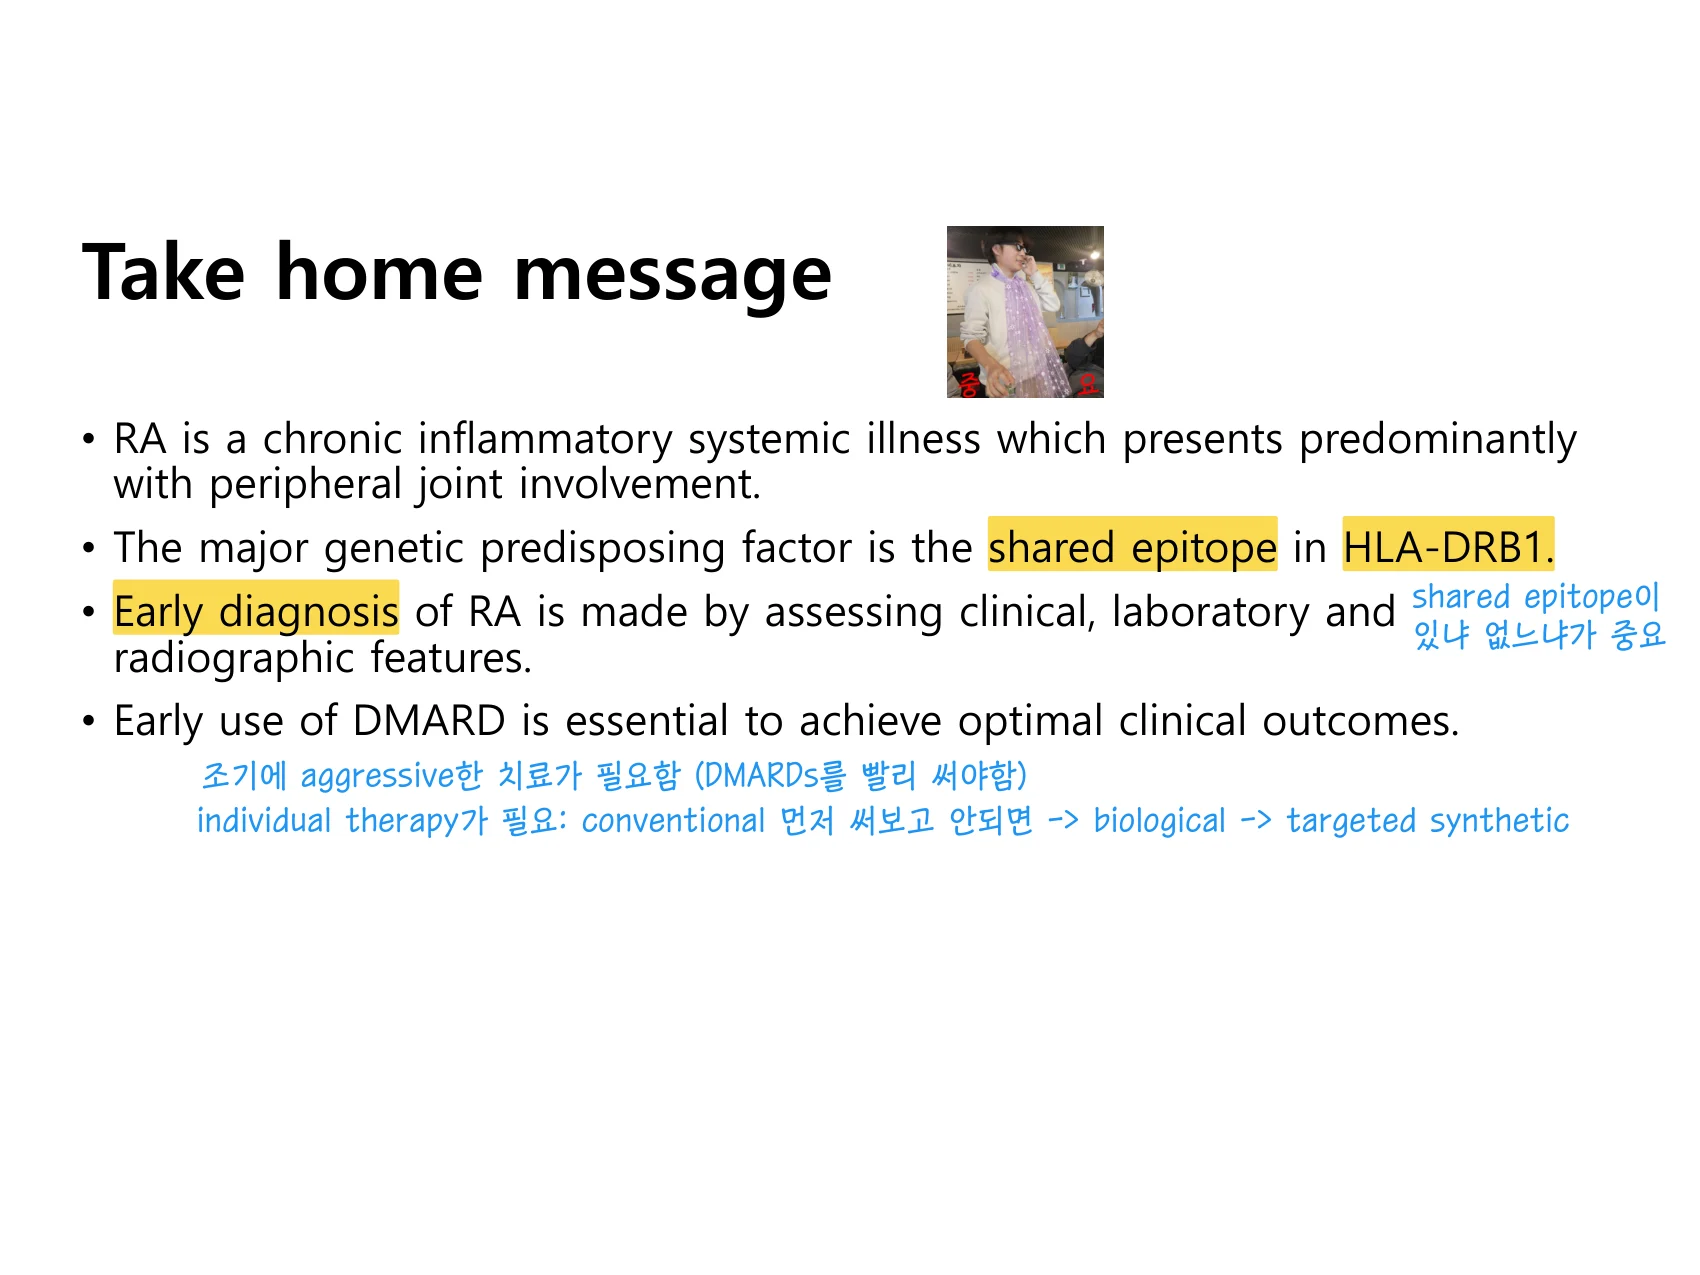 Take home message
중 요
• RA is a chronic inflammatory systemic illness which presents predominantly
with peripheral joint involvement.
• The major genetic predisposing factor is the shared epitope in HLA-DRB1.
• Early diagnosis of RA is made by assessing clinical, laboratory and
radiographic features.
shared epitope이
있냐 없느냐가 중요
• Early use of DMARD is essential to achieve optimal clinical outcomes.
조기에 aggressive한 치료가 필요함 (DMARDs를 빨리 써야함)
individual therapy가 필요: conventional 먼저 써보고 안되면 -> biological -> targeted synthetic